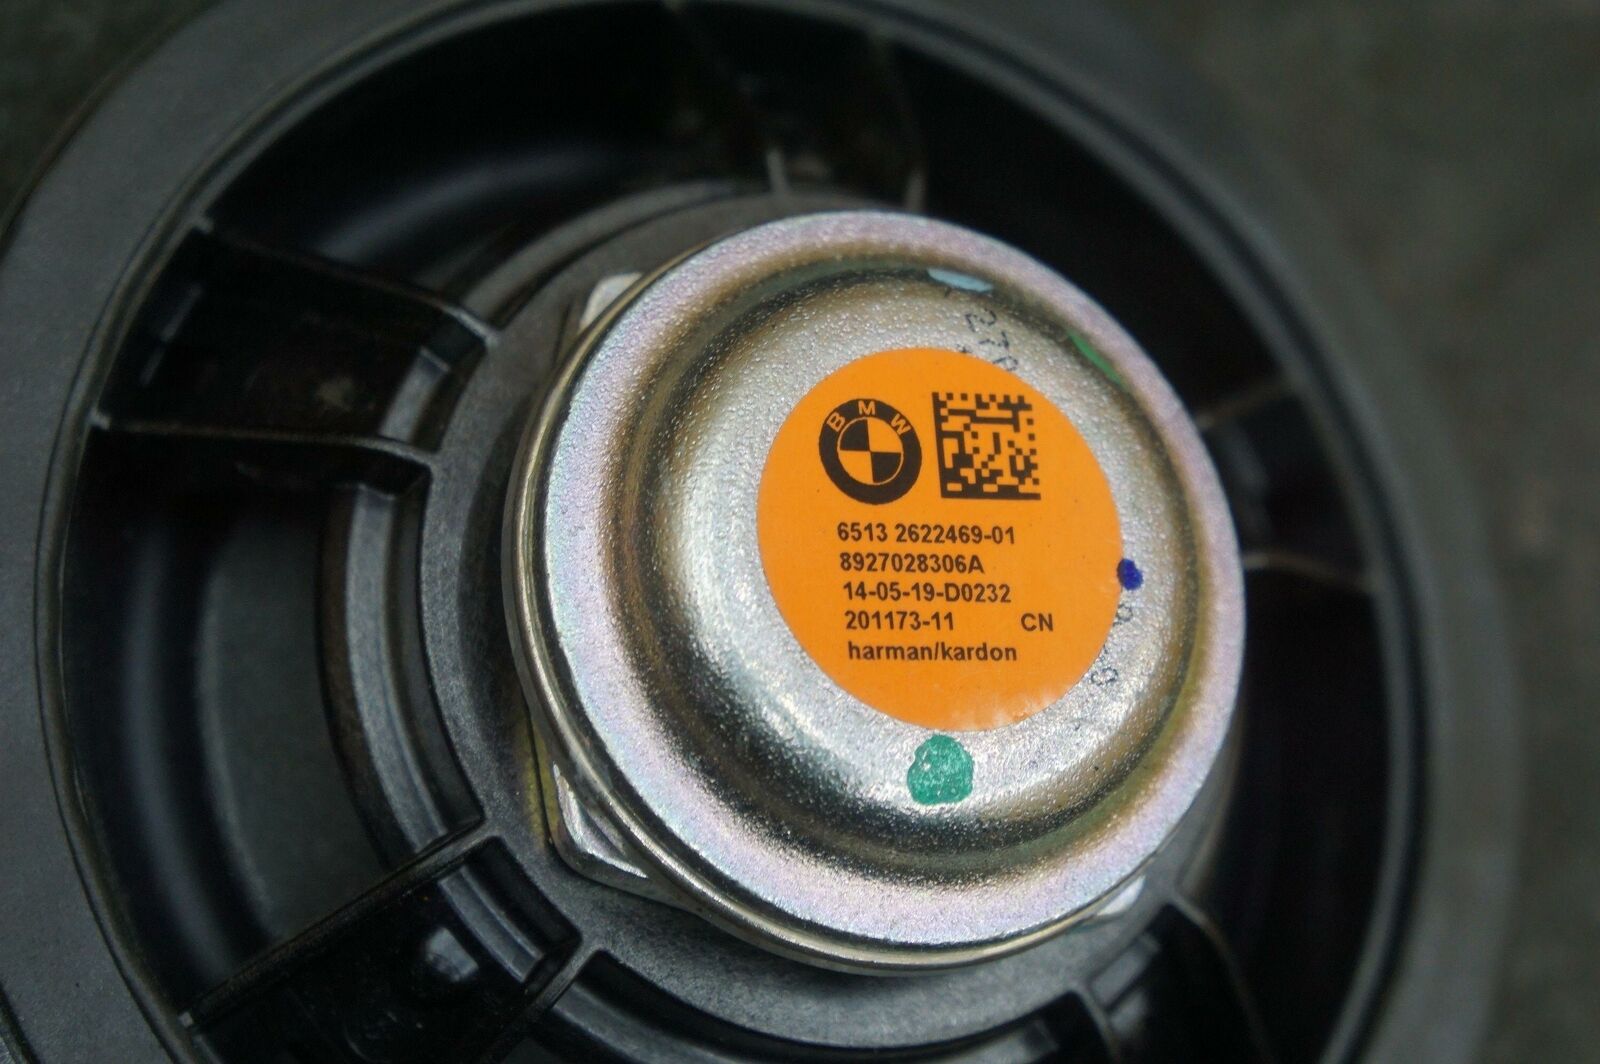 BMW
6513 2622469-01
8927028306A
14-05-19-D0232
201173-11 CN
harman/kardon